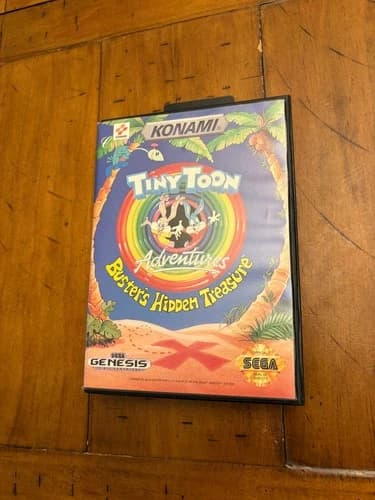 KONAMI®
TINY TOON
Adventures
BUSTER'S HIDDEN TREASURE
SEGA
GENESIS
SEGA